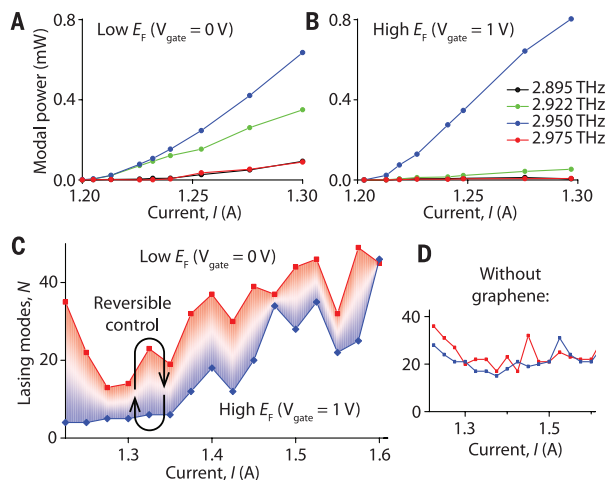 A
Low E_F (V_gate = 0 V)
B
High E_F (V_gate = 1 V)
Modal power (mW)
0.8
0.4
0.0
1.20
1.25
1.30
Current, I (A)
0.8
0.4
0.0
1.20
1.25
1.30
Current, I (A)
2.895 THz
2.922 THz
2.950 THz
2.975 THz
C
Low E_F (V_gate = 0 V)
Reversible
control
High E_F (V_gate = 1 V)
Lasing modes, N
40
20
0
1.3
1.4
1.5
1.6
Current, I (A)
D
Without
graphene:
40
20
0
1.3
1.5
Current, I (A)